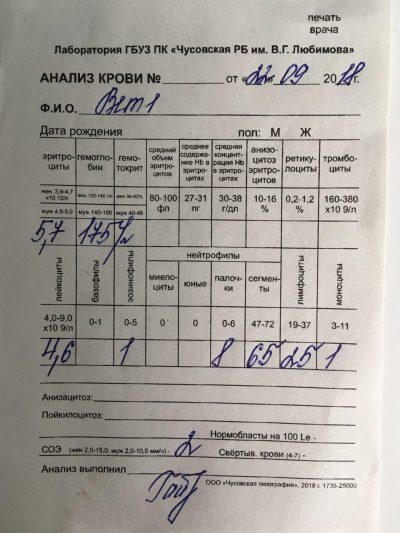 печать
врача
Лаборатория ГБУЗ ПК «Чусовская РБ им. В.Г. Любимова»
АНАЛИЗ КРОВИ № от «22» 09 2018г.
Ф.И.О.
Дата рождения пол: М Ж
эритроциты гемоглобин гематокрит средний объем эритроцитов среднее содержание Hb в эритроцитах средняя концентрация Hb в эритроцитах анизоцитоз эритроцитов ретикулоциты тромбоциты
жен. 3,9-4,7 х10 12/л жен. 120-140 г/л жен. 36-42% 80-100 фл 27-31 пг 30-38 г/дл 10-16 % 0,2-1,2 % 160-380 х10 9/л
муж 4,0-5,0 муж 140-160 муж 40-48
5,7 175
лейкоциты базофилы эозинофилы нейтрофилы лимфоциты моноциты
миелоциты юные палочки сегменты
4,0-9,0 х10 9/л 0-1 0-5 0 0 0-6 47-72 19-37 3-11
4,6 1 8 65 25 1
Анизацитоз:
Пойкилоцитоз:
Нормобласты на 100 Le -
СОЭ (жен 2,0-15,0; муж 2,0-10,0 мм/ч) - 2 Свёртыв. крови (4-7) -
Анализ выполнил
ООО «Чусовская типография», 2018 г. 1735-25000